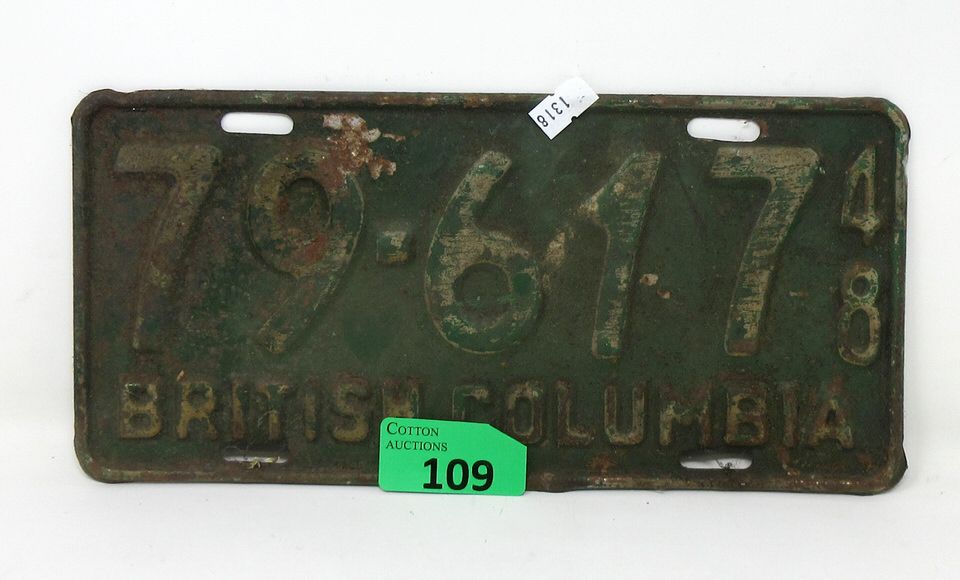 1318
79-617
48
BRITISH COLUMBIA
COTTON
AUCTIONS
109